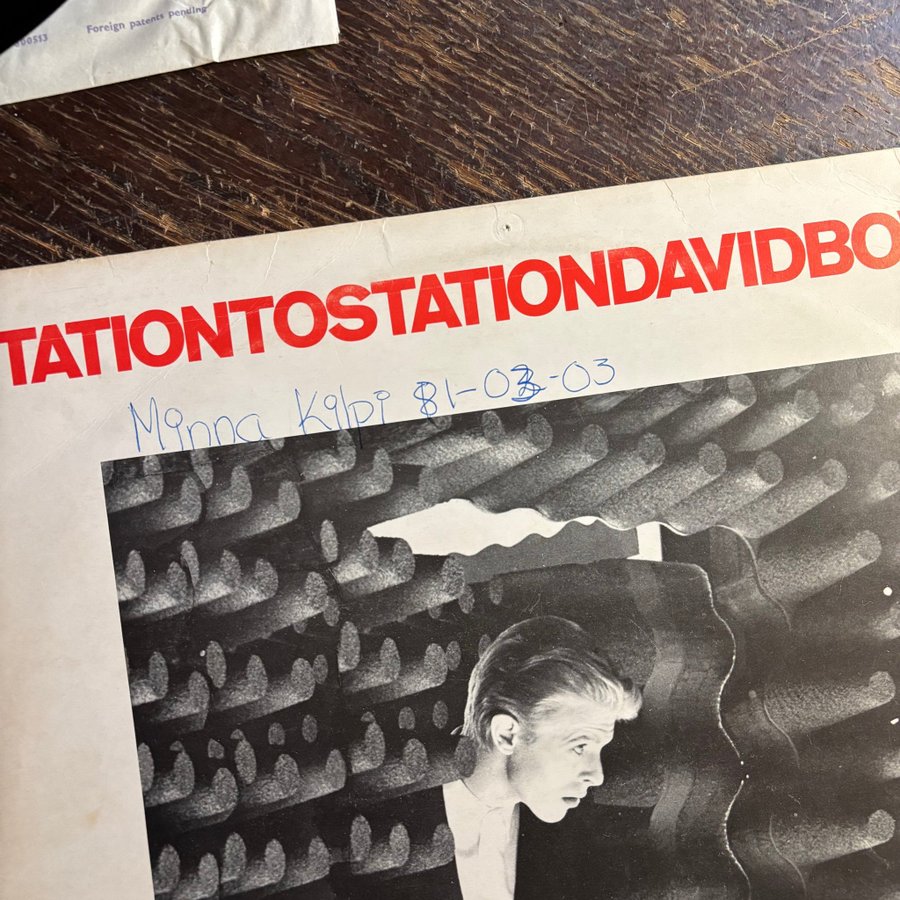 Foreign patents pending
TATIONTOSTATIONDAVIDBO
Minna Kilpi 81-03-03